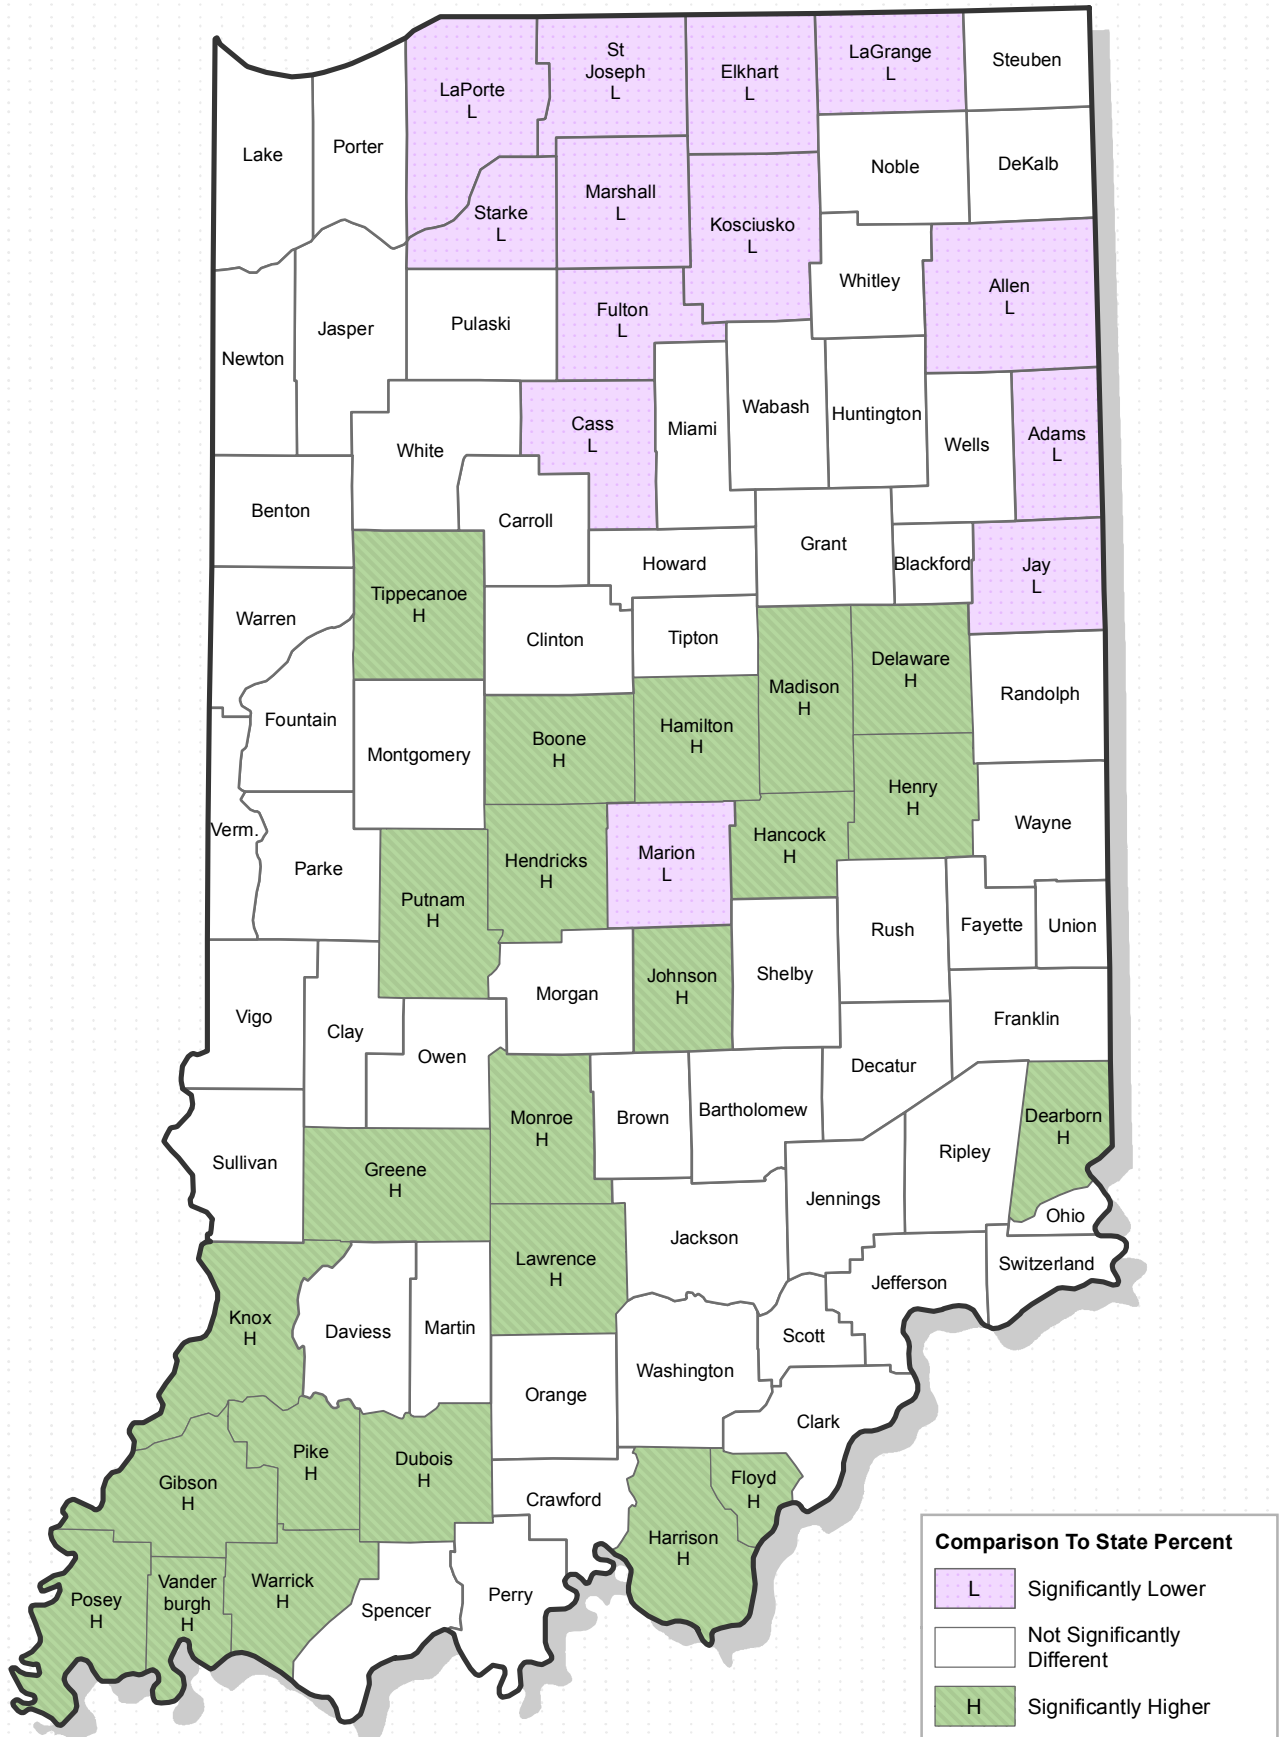 LaPorte
L
St
Joseph
L
Elkhart
L
LaGrange
L
Steuben
Lake
Porter
Noble
DeKalb
Starke
L
Marshall
L
Kosciusko
L
Whitley
Allen
L
Newton
Jasper
Pulaski
Fulton
L
White
Cass
L
Miami
Wabash
Huntington
Wells
Adams
L
Benton
Carroll
Howard
Grant
Blackford
Jay
L
Warren
Tippecanoe
H
Clinton
Tipton
Madison
H
Delaware
H
Randolph
Fountain
Montgomery
Boone
H
Hamilton
H
Henry
H
Wayne
Verm.
Parke
Putnam
H
Hendricks
H
Marion
L
Hancock
H
Rush
Fayette
Union
Vigo
Clay
Owen
Morgan
Johnson
H
Shelby
Decatur
Franklin
Sullivan
Greene
H
Monroe
H
Brown
Bartholomew
Jennings
Ripley
Dearborn
H
Ohio
Knox
H
Daviess
Martin
Lawrence
H
Jackson
Scott
Jefferson
Switzerland
Orange
Washington
Clark
Gibson
H
Pike
H
Dubois
H
Crawford
Harrison
H
Floyd
H
Posey
H
Vander
burgh
H
Warrick
H
Spencer
Perry
Comparison To State Percent
L Significantly Lower
Not Significantly
Different
H Significantly Higher